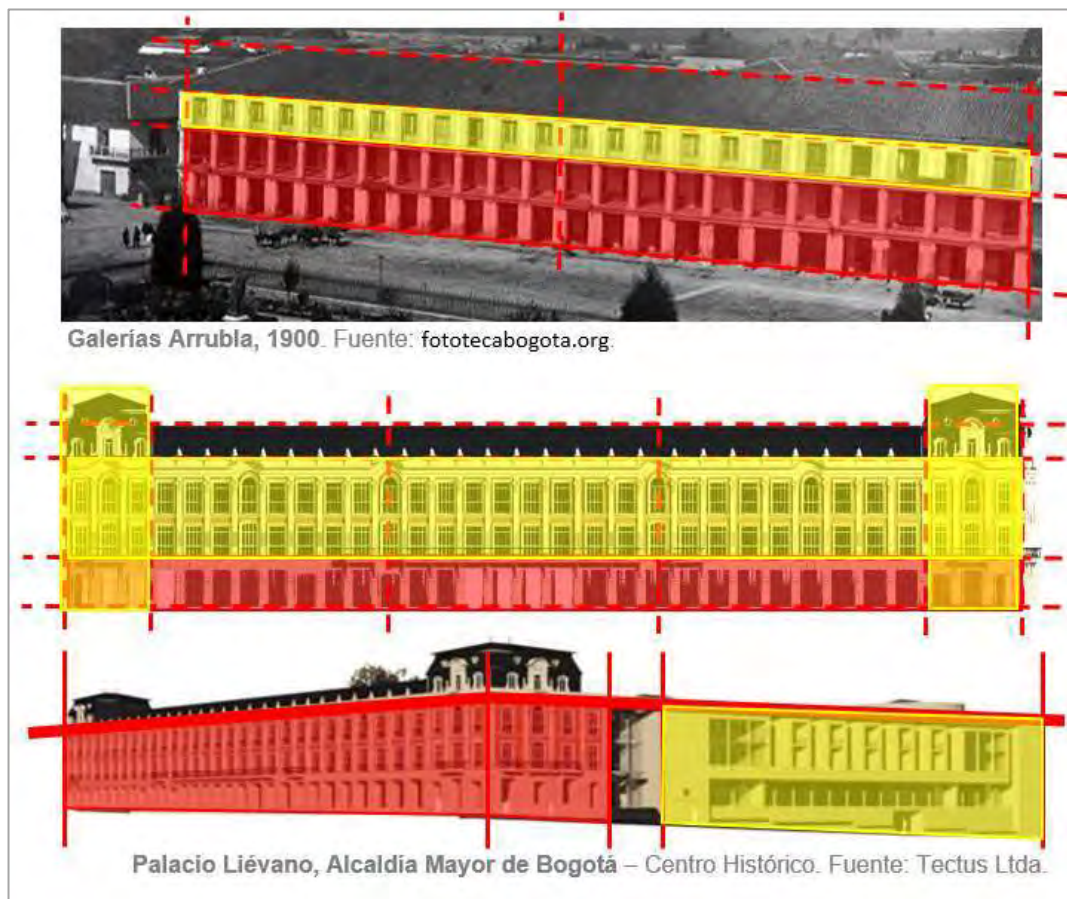 Galerías Arrubla, 1900. Fuente: fototecabogota.org.
Palacio Liévano, Alcaldía Mayor de Bogotá – Centro Histórico. Fuente: Tectus Ltda.